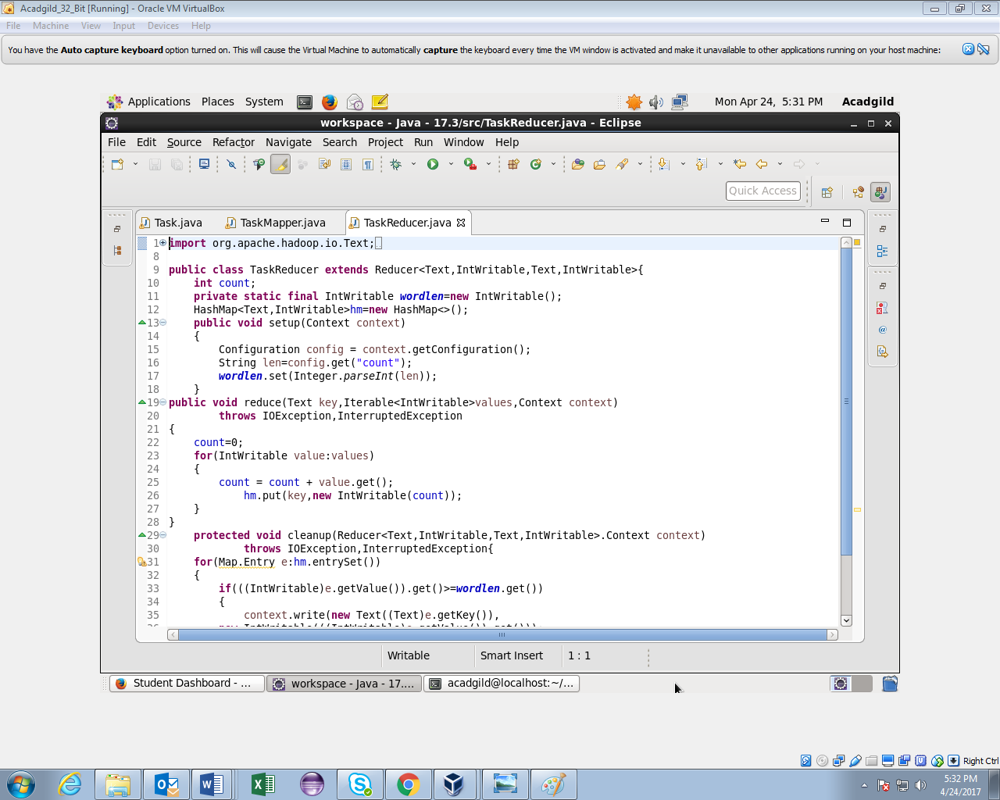 Acadgild_32_Bit [Running] - Oracle VM VirtualBox
File Machine View Input Devices Help
You have the Auto capture keyboard option turned on. This will cause the Virtual Machine to automatically capture the keyboard every time the VM window is activated and make it unavailable to other applications running on your host machine:
Applications Places System Mon Apr 24, 5:31 PM Acadgild
workspace - Java - 17.3/src/TaskReducer.java - Eclipse
File Edit Source Refactor Navigate Search Project Run Window Help
Quick Access
Task.java TaskMapper.java TaskReducer.java
1 import org.apache.hadoop.io.Text;
8
9 public class TaskReducer extends Reducer<Text,IntWritable,Text,IntWritable>{
10 int count;
11 private static final IntWritable wordlen=new IntWritable();
12 HashMap<Text,IntWritable>hm=new HashMap<>();
13 public void setup(Context context)
14 {
15 Configuration config = context.getConfiguration();
16 String len=config.get("count");
17 wordlen.set(Integer.parseInt(len));
18 }
19 public void reduce(Text key,Iterable<IntWritable>values,Context context)
20 throws IOException,InterruptedException
21 {
22 count=0;
23 for(IntWritable value:values)
24 {
25 count = count + value.get();
26 hm.put(key,new IntWritable(count));
27 }
28 }
29 protected void cleanup(Reducer<Text,IntWritable,Text,IntWritable>.Context context)
30 throws IOException,InterruptedException{
31 for(Map.Entry e:hm.entrySet())
32 {
33 if(((IntWritable)e.getValue()).get()>=wordlen.get())
34 {
35 context.write(new Text((Text)e.getKey()),
Writable Smart Insert 1 : 1
Student Dashboard - ... workspace - Java - 17.... acadgild@localhost:~/...
Right Ctrl
5:32 PM
4/24/2017